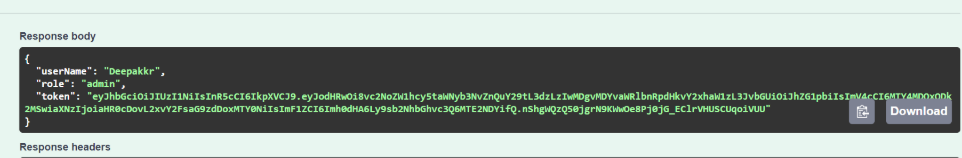 Response body
{
"userName": "Deepakkr",
"role": "admin",
"token": "eyJhbGciOiJIUzI1NiIsInR5cCI6IkpXVCJ9.eyJodHRwOi8vc2NoZW1hcy5taWNyb3NvZnQuY29tL3dzLzIwMDgvMDYvaWRlbnRpdHkvY2xhaW1zL3JvbGUiOiJhZG1pbiIsImV4cCI6MTY4MDQxODk
2MSwiaXNzIjoiaHR0cDovL2xvY2FsaG9zdDoxMTY0NiIsImF1ZCI6Imh0dHA6Ly9sb2NhbGhvc3Q6MTE2NDYifQ.nShgWQzQ50jgrN9KWwOe8Pj0jG_EClrVHUSCUqoiVUU"
}
Download
Response headers